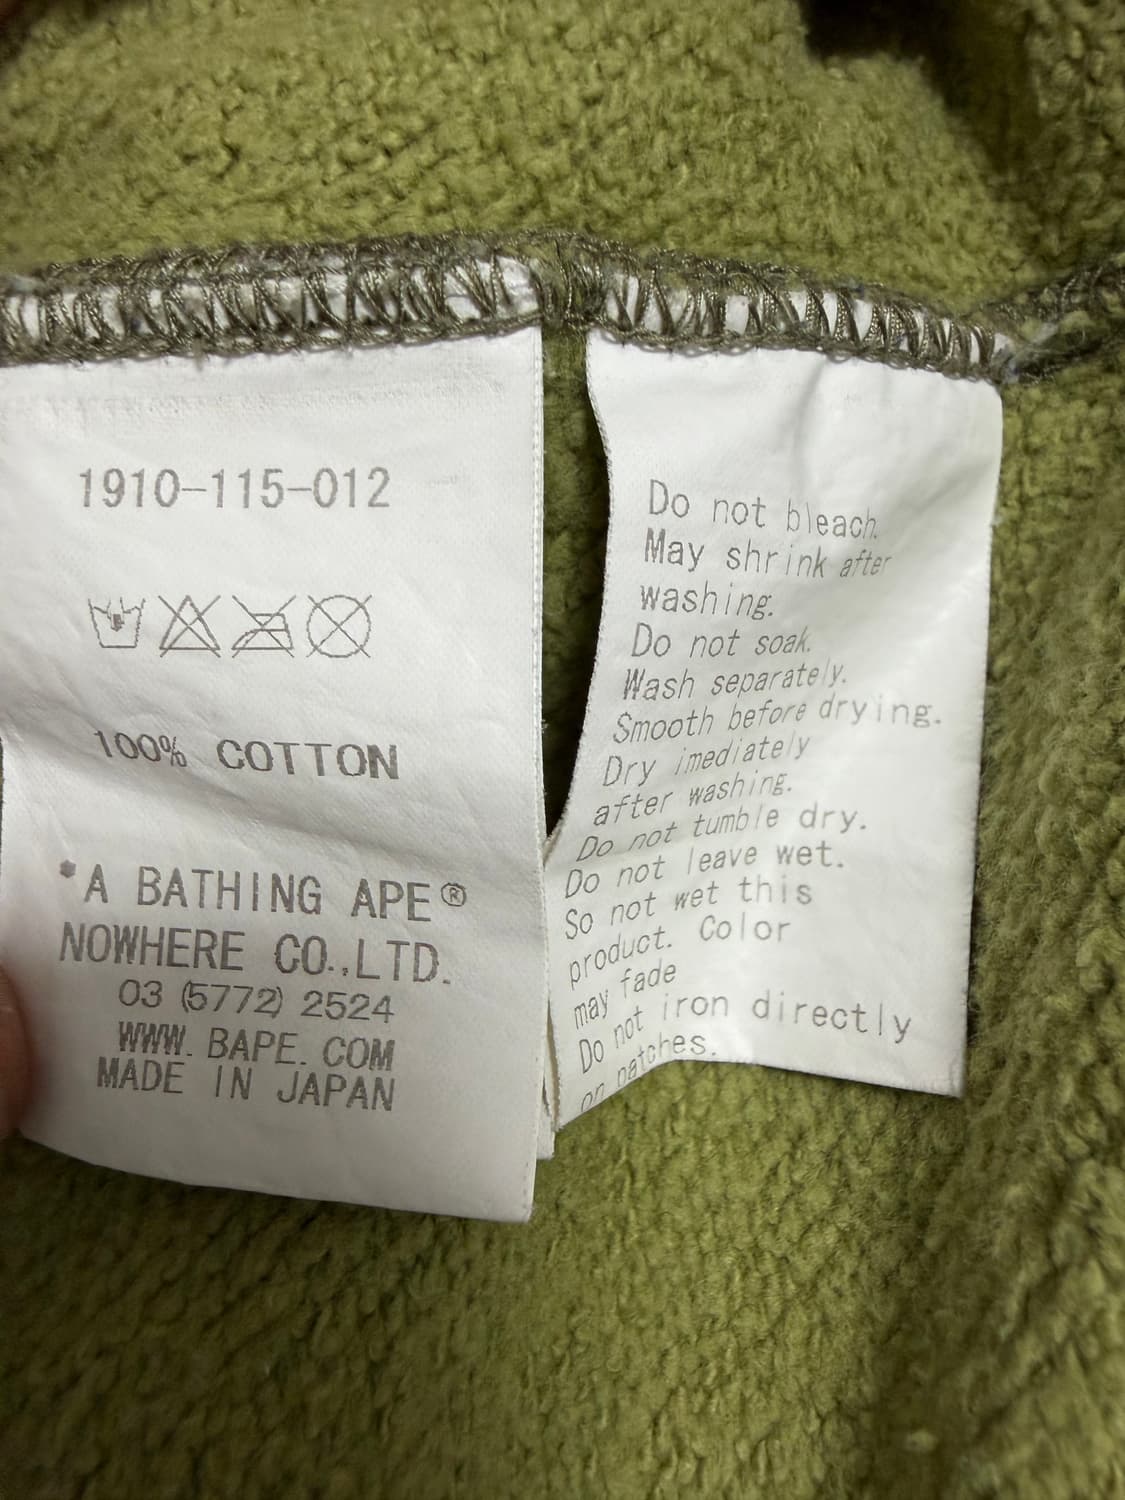 1910-115-012
100% COTTON
*A BATHING APE®
NOWHERE CO.,LTD.
03 (5772) 2524
WWW. BAPE. COM
MADE IN JAPAN
Do not bleach.
May shrink after
washing.
Do not soak.
Wash separately.
Smooth before drying.
Dry imediately
after washing.
Do not tumble dry.
Do not leave wet.
So not wet this
product. Color
may fade
Do not iron directly
on patches.